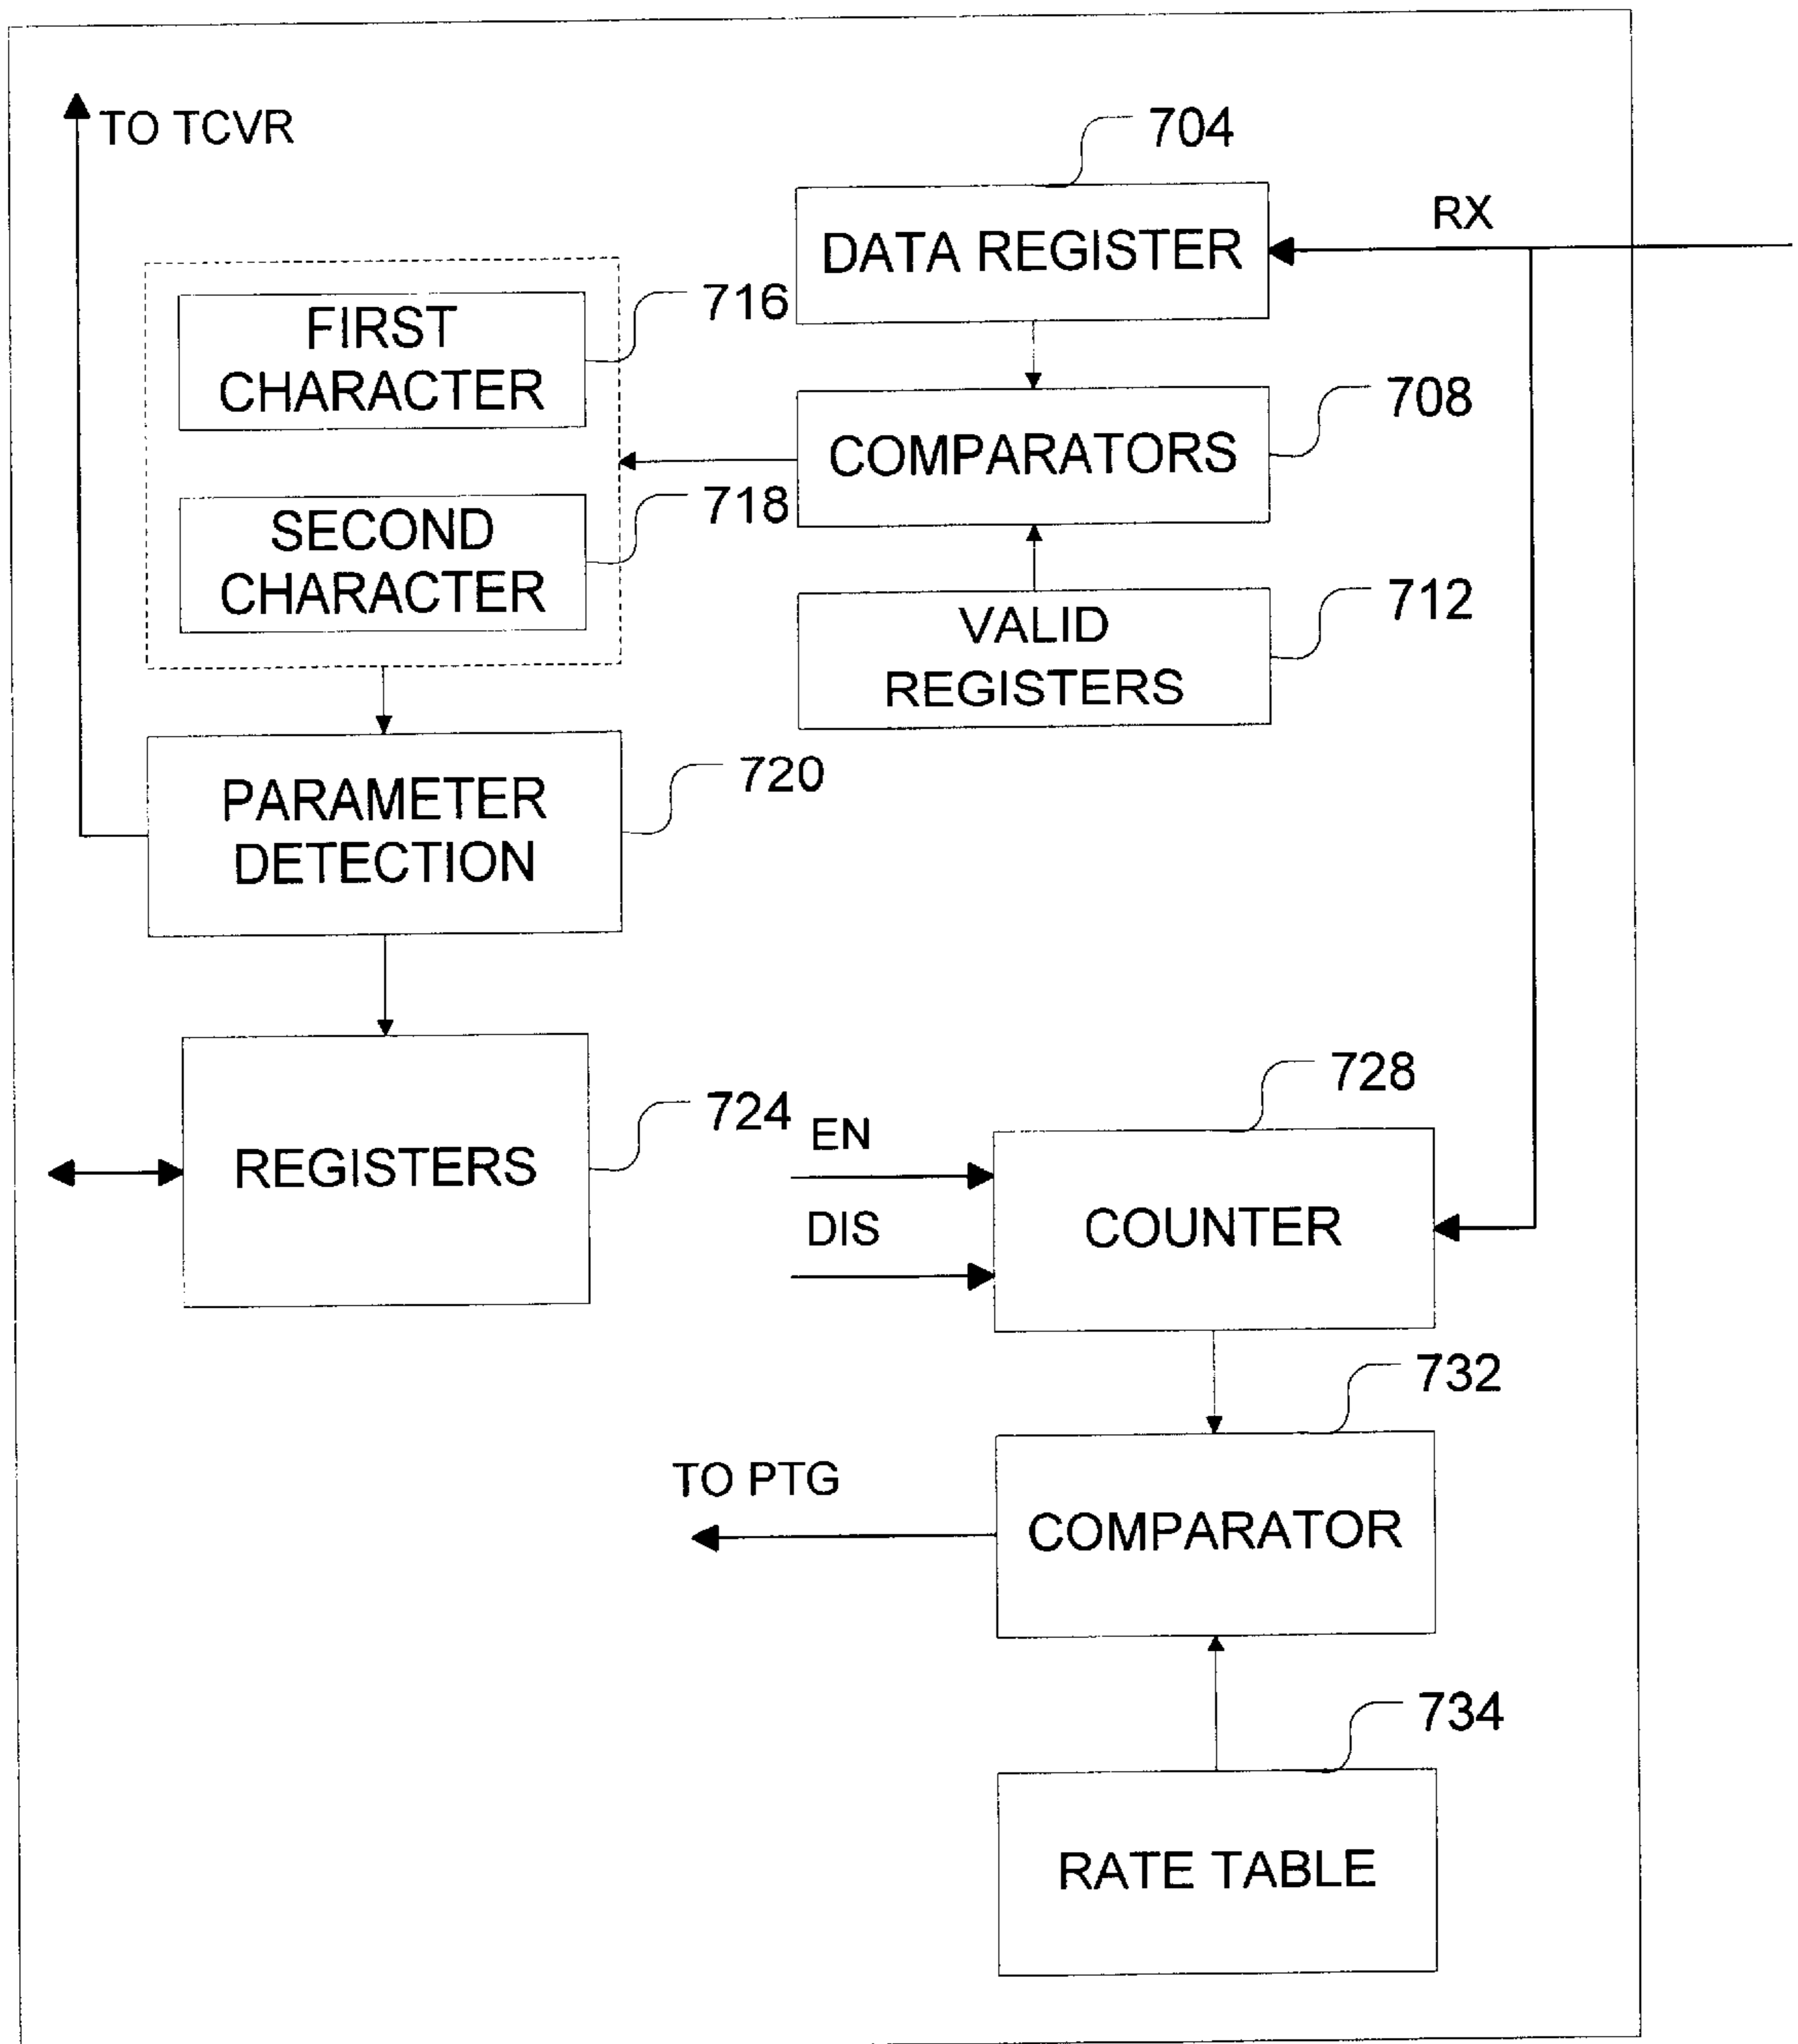 TO TCVR
704
DATA REGISTER
RX
FIRST
CHARACTER
716
COMPARATORS
708
SECOND
CHARACTER
718
VALID
REGISTERS
712
PARAMETER
DETECTION
720
REGISTERS
724
EN
DIS
728
COUNTER
732
TO PTG
COMPARATOR
734
RATE TABLE